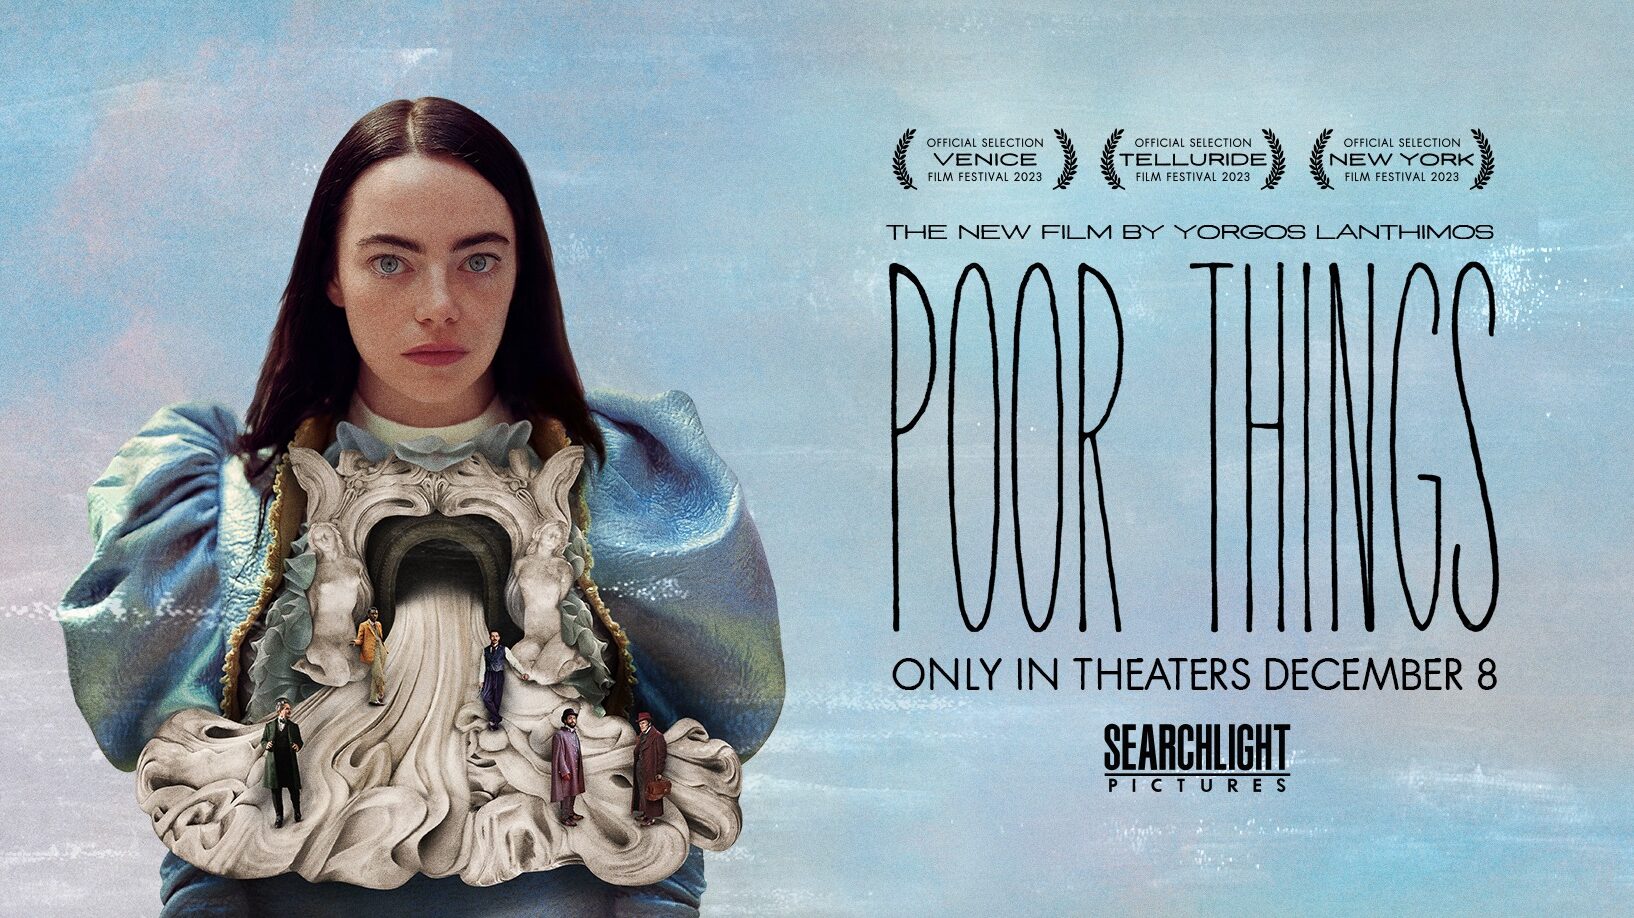 OFFICIAL SELECTION
VENICE
FILM FESTIVAL 2023
OFFICIAL SELECTION
TELLURIDE
FILM FESTIVAL 2023
OFFICIAL SELECTION
NEW YORK
FILM FESTIVAL 2023
THE NEW FILM BY YORGOS LANTHIMOS
POOR THINGS
ONLY IN THEATERS DECEMBER 8
SEARCHLIGHT
PICTURES